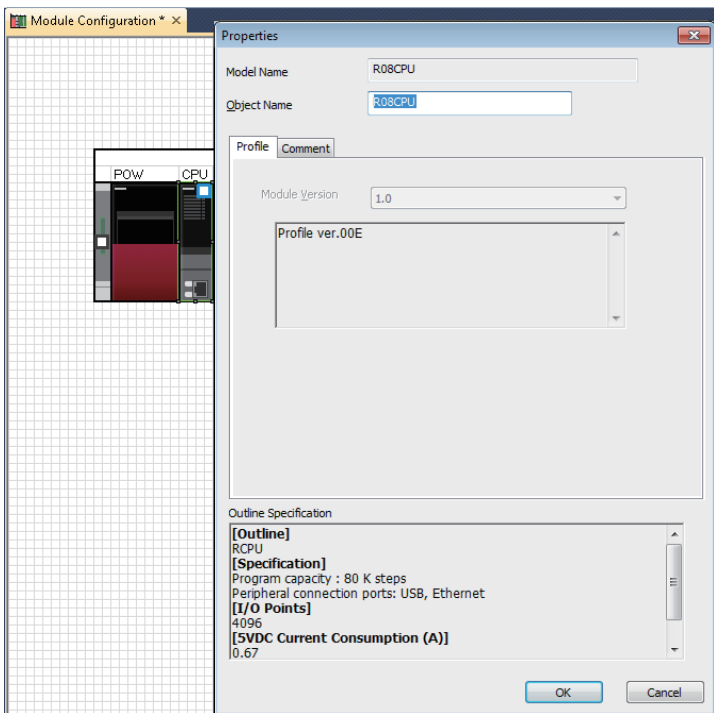 Module Configuration * ×
Properties
Model Name
R08CPU
Object Name
R08CPU
Profile
Comment
POW
CPU
Module Version
1.0
Profile ver.00E
Outline Specification
[Outline]
RCPU
[Specification]
Program capacity : 80 K steps
Peripheral connection ports: USB, Ethernet
[I/O Points]
4096
[5VDC Current Consumption (A)]
0.67
OK
Cancel